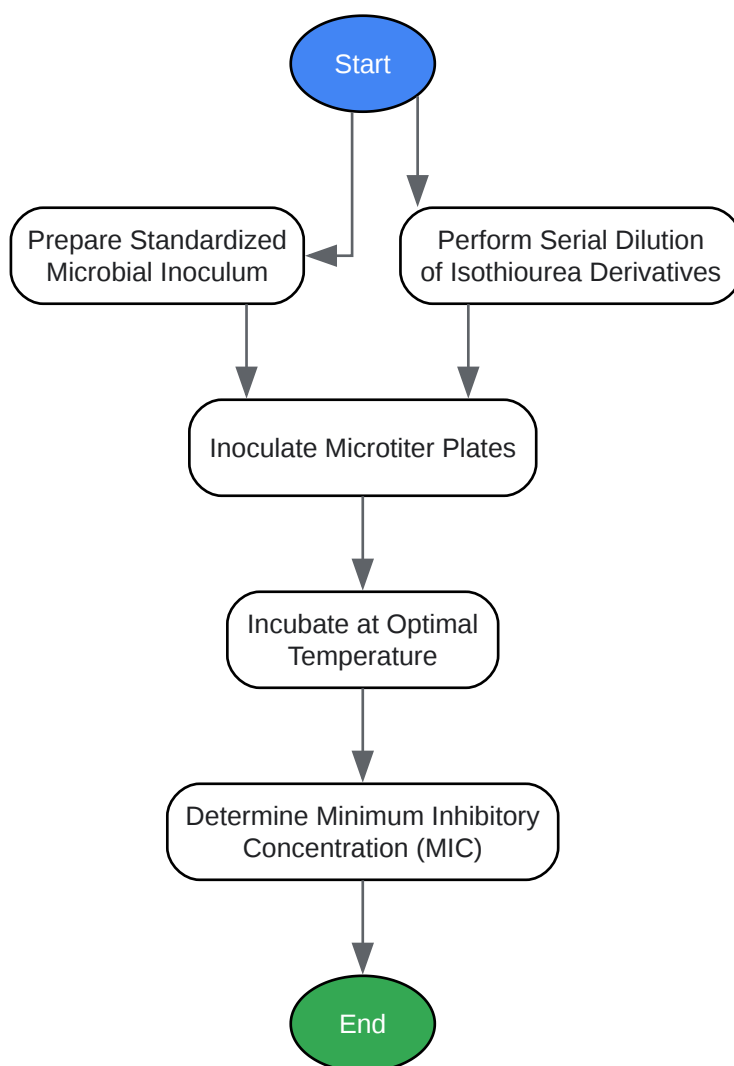 Start
Prepare Standardized
Microbial Inoculum
Perform Serial Dilution
of Isothiourea Derivatives
Inoculate Microtiter Plates
Incubate at Optimal
Temperature
Determine Minimum Inhibitory
Concentration (MIC)
End